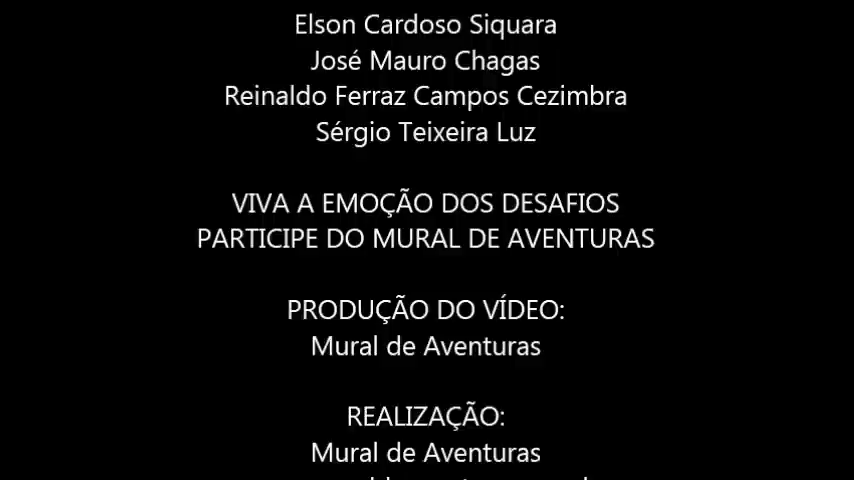 Elson Cardoso Siquara
José Mauro Chagas
Reinaldo Ferraz Campos Cezimbra
Sérgio Teixeira Luz
VIVA A EMOÇÃO DOS DESAFIOS
PARTICIPE DO MURAL DE AVENTURAS
PRODUÇÃO DO VÍDEO:
Mural de Aventuras
REALIZAÇÃO:
Mural de Aventuras